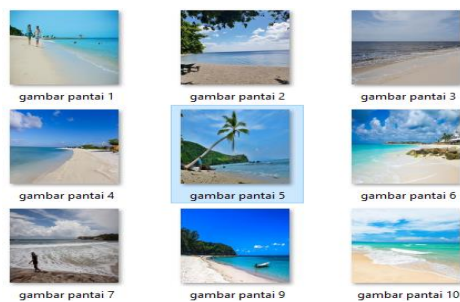 gambar pantai 1
gambar pantai 2
gambar pantai 3
gambar pantai 4
gambar pantai 5
gambar pantai 6
gambar pantai 7
gambar pantai 9
gambar pantai 10